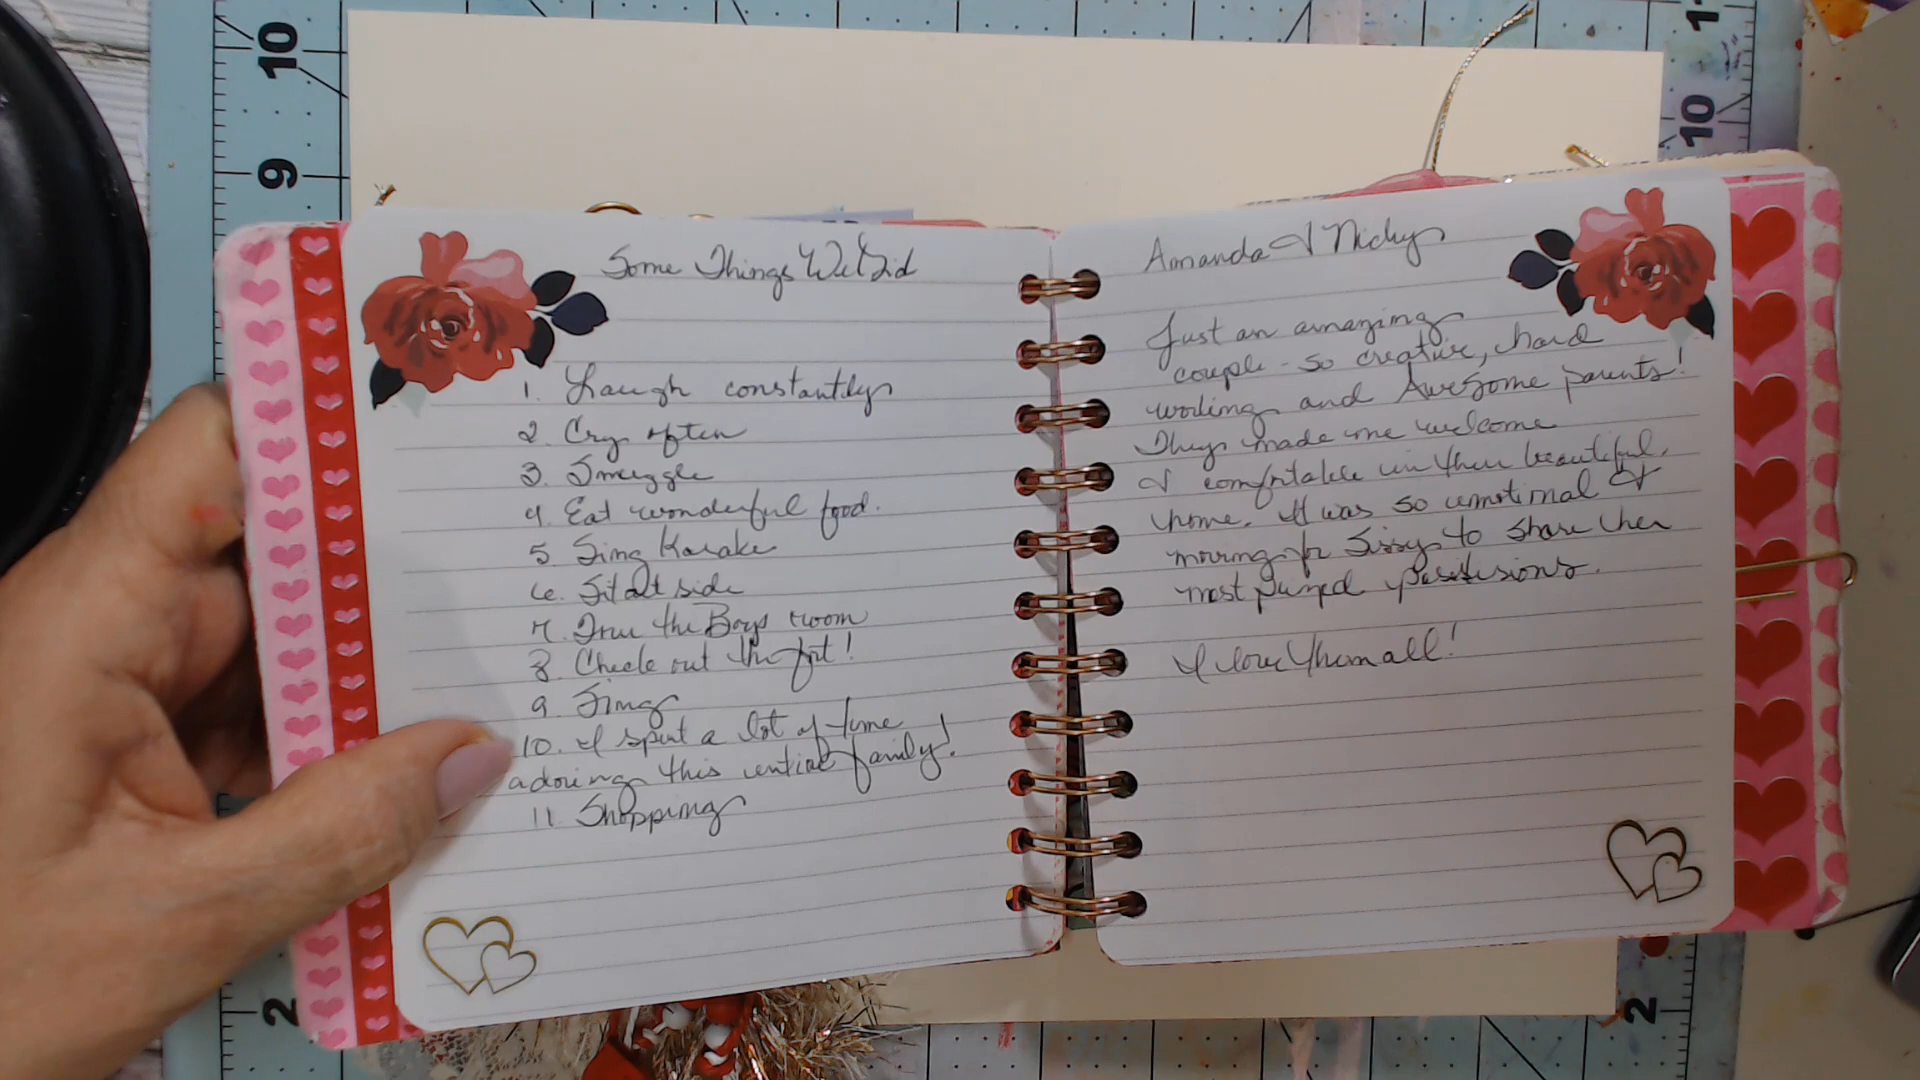 10
9
2
11
10
2
Some Things We Did
1. Laugh constantly
2. Cry often
3. Snuggle
4. Eat wonderful food.
5 Sing Karake
6. Sit out side
7. the Boys room
8. Check out the !
9. Sing
10. I spent a lot of time
adoring this entire family!
11 Shopping
Amanda & Nicky
Just an amazing
couple - so creative, hard
working and Awesome parents!
They made me welcome
& comfortable in their beautiful
home. It was so emotional &
moving for Sissy to share her
most prized possessions.
I love them all!